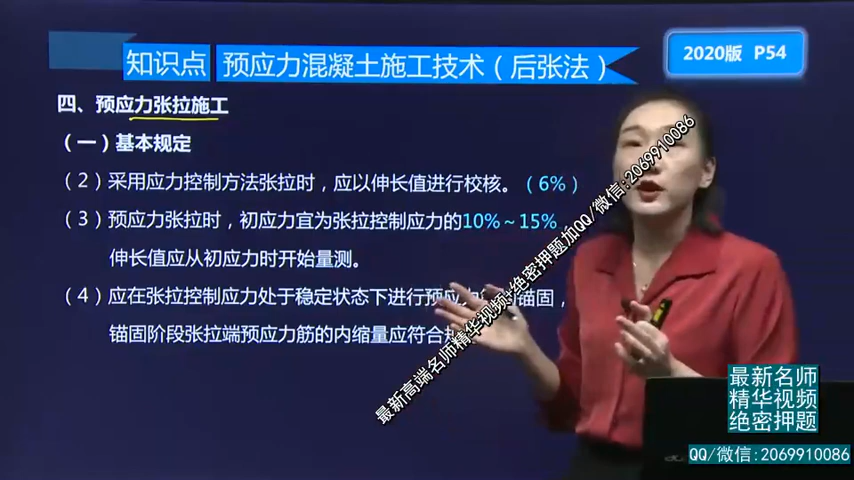 知识点 预应力混凝土施工技术（后张法）
2020版 P54
四、预应力张拉施工
（一）基本规定
（2）采用应力控制方法张拉时，应以伸长值进行校核。（6%）
（3）预应力张拉时，初应力宜为张拉控制应力的10%～15%
伸长值应从初应力时开始量测。
（4）应在张拉控制应力处于稳定状态下进行预应力筋的锚固，
锚固阶段张拉端预应力筋的内缩量应符合
最新高端名师精华视频+绝密押题加QQ/微信:2069910086
最新名师
精华视频
绝密押题
QQ/微信:2069910086